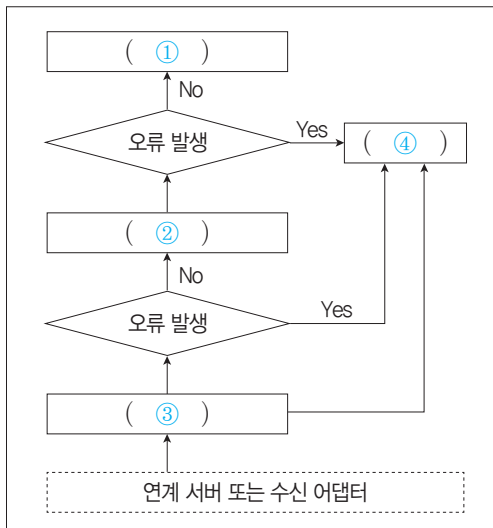 ( ① )
No
오류 발생
Yes
( ④ )
( ② )
No
오류 발생
Yes
( ③ )
연계 서버 또는 수신 어댑터